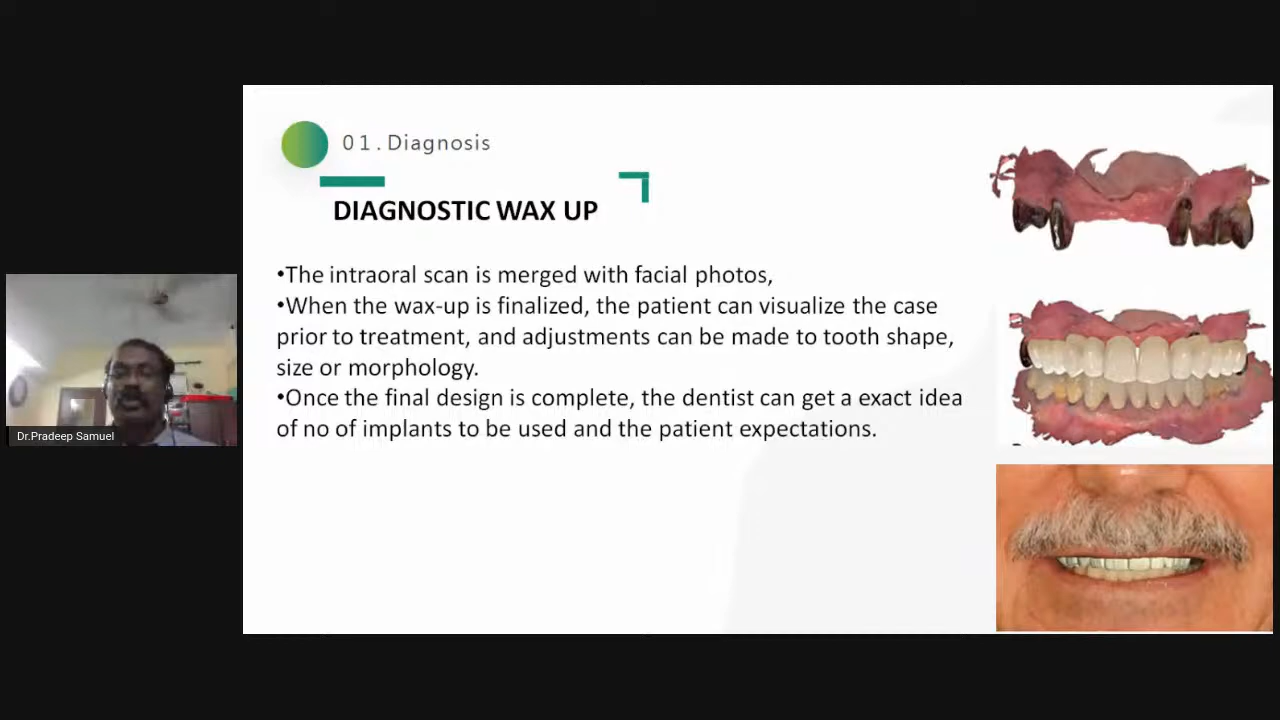 01.Diagnosis
DIAGNOSTIC WAX UP
•The intraoral scan is merged with facial photos,
•When the wax-up is finalized, the patient can visualize the case
prior to treatment, and adjustments can be made to tooth shape,
size or morphology.
•Once the final design is complete, the dentist can get a exact idea
of no of implants to be used and the patient expectations.
Dr.Pradeep Samuel